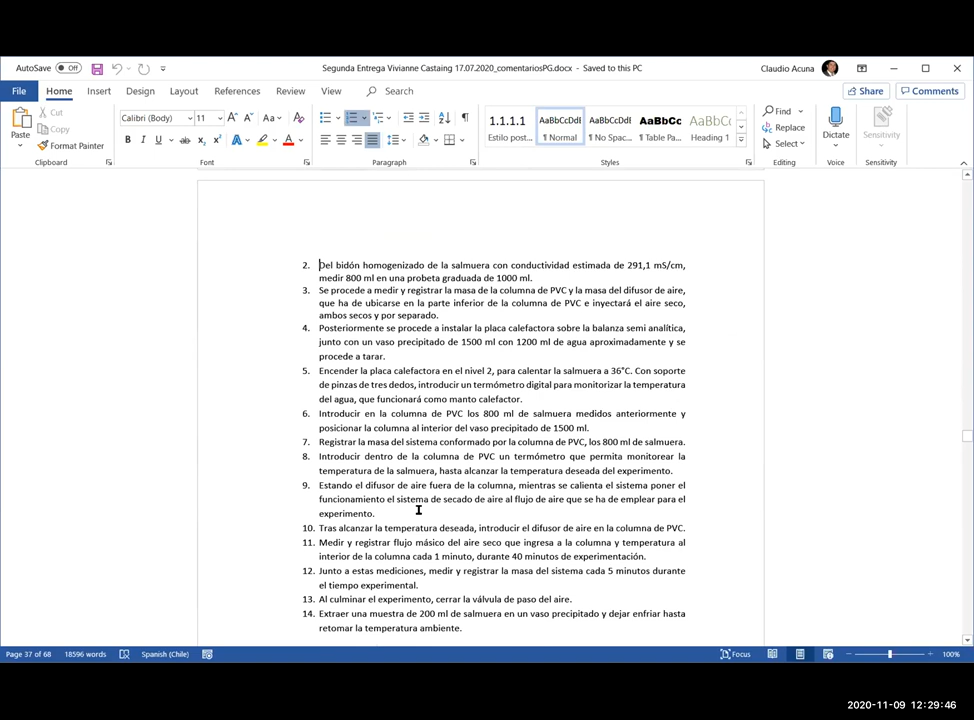 AutoSave Off
Segunda Entrega Vivianne Castaing 17.07.2020_comentariosPG.docx - Saved to this PC
Claudio Acuna
File Home Insert Design Layout References Review View Search
Share Comments
Paste
Cut
Copy
Format Painter
Clipboard
Calibri (Body) 11
Font
Paragraph
1.1.1.1 AaBbCcDdE AaBbCcDdE AaBbCc AaBbC
Estilo post... ¶ Normal ¶ No Spac... ¶ Table Pa... Heading 1
Styles
Find
Replace
Select
Editing
Dictate
Voice
Sensitivity
Sensitivity
2. Del bidón homogenizado de la salmuera con conductividad estimada de 291,1 mS/cm,
medir 800 ml en una probeta graduada de 1000 ml.
3. Se procede a medir y registrar la masa de la columna de PVC y la masa del difusor de aire,
que ha de ubicarse en la parte inferior de la columna de PVC e inyectará el aire seco,
ambos secos y por separado.
4. Posteriormente se procede a instalar la placa calefactora sobre la balanza semi analítica,
junto con un vaso precipitado de 1500 ml con 1200 ml de agua aproximadamente y se
procede a tarar.
5. Encender la placa calefactora en el nivel 2, para calentar la salmuera a 36°C. Con soporte
de pinzas de tres dedos, introducir un termómetro digital para monitorizar la temperatura
del agua, que funcionará como manto calefactor.
6. Introducir en la columna de PVC los 800 ml de salmuera medidos anteriormente y
posicionar la columna al interior del vaso precipitado de 1500 ml.
7. Registrar la masa del sistema conformado por la columna de PVC, los 800 ml de salmuera.
8. Introducir dentro de la columna de PVC un termómetro que permita monitorear la
temperatura de la salmuera, hasta alcanzar la temperatura deseada del experimento.
9. Estando el difusor de aire fuera de la columna, mientras se calienta el sistema poner el
funcionamiento el sistema de secado de aire al flujo de aire que se ha de emplear para el
experimento.
10. Tras alcanzar la temperatura deseada, introducir el difusor de aire en la columna de PVC.
11. Medir y registrar flujo másico del aire seco que ingresa a la columna y temperatura al
interior de la columna cada 1 minuto, durante 40 minutos de experimentación.
12. Junto a estas mediciones, medir y registrar la masa del sistema cada 5 minutos durante
el tiempo experimental.
13. Al culminar el experimento, cerrar la válvula de paso del aire.
14. Extraer una muestra de 200 ml de salmuera en un vaso precipitado y dejar enfriar hasta
retomar la temperatura ambiente.
Page 37 of 68 18596 words Spanish (Chile) Focus 100%
2020-11-09 12:29:46